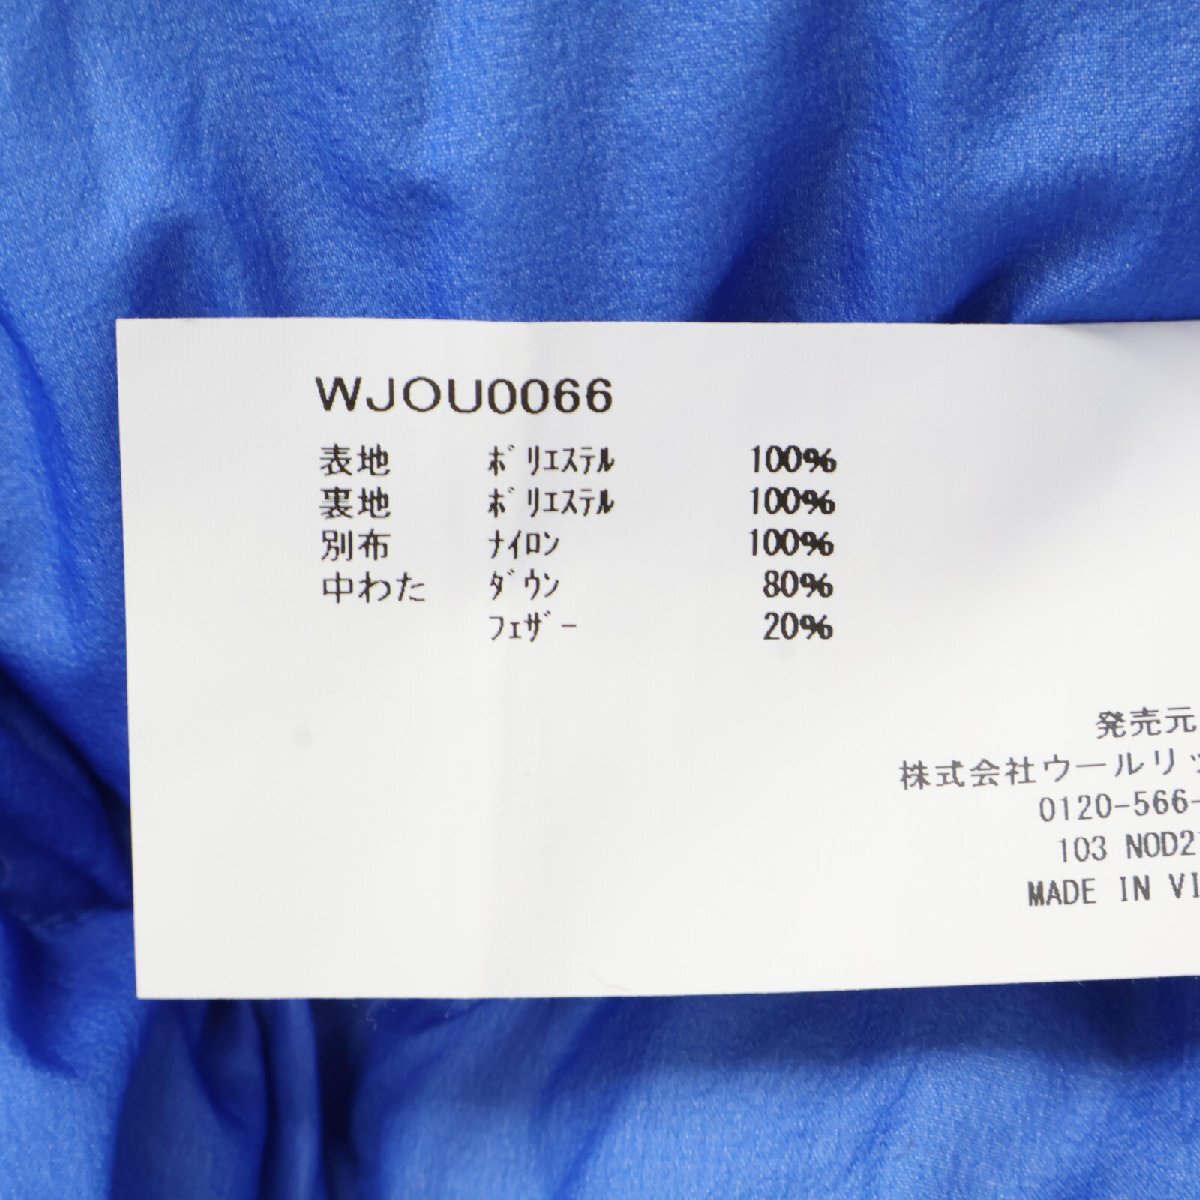 WJOU0066
表地 ポリエステル 100%
裏地 ポリエステル 100%
別布 ナイロン 100%
中わた ダウン 80%
フェザー 20%
発売元
株式会社ウールリッ
0120-566-
103 NOD2
MADE IN VI